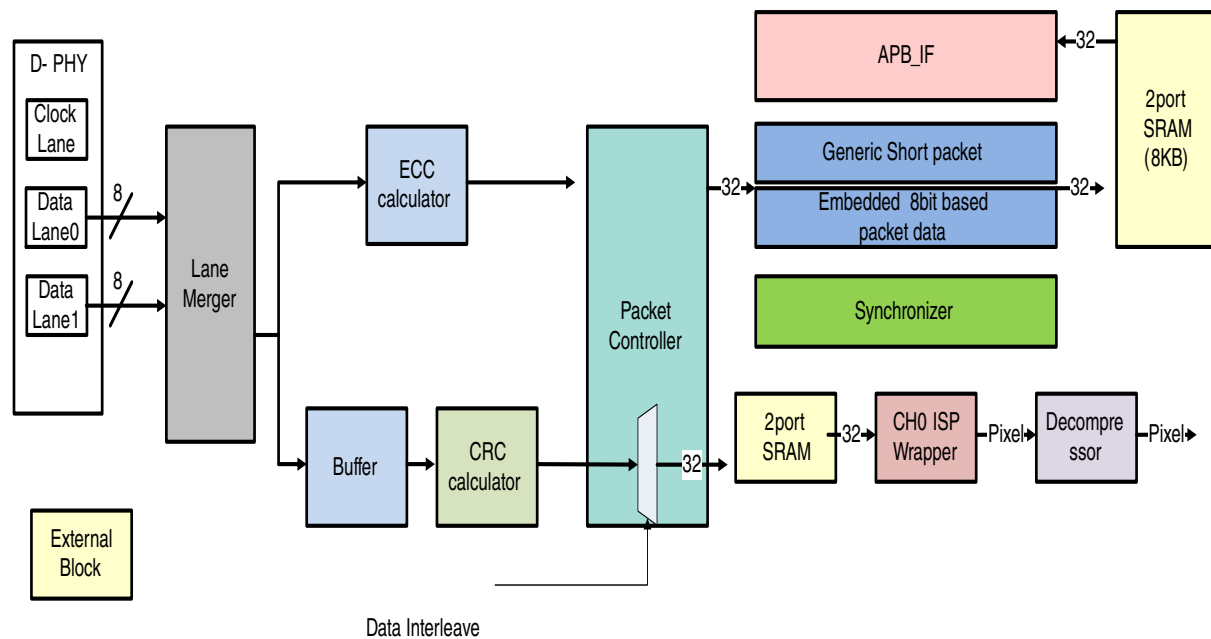 D- PHY
Clock
Lane
Data
Lane0
8
Data
Lane1
8
Lane
Merger
ECC
calculator
Buffer
CRC
calculator
Packet
Controller
32
32
APB_IF
32
Generic Short packet
Embedded 8bit based
packet data
32
2port
SRAM
(8KB)
Synchronizer
2port
SRAM
32
CH0 ISP
Wrapper
Pixel
Decompre
ssor
Pixel
External
Block
Data Interleave